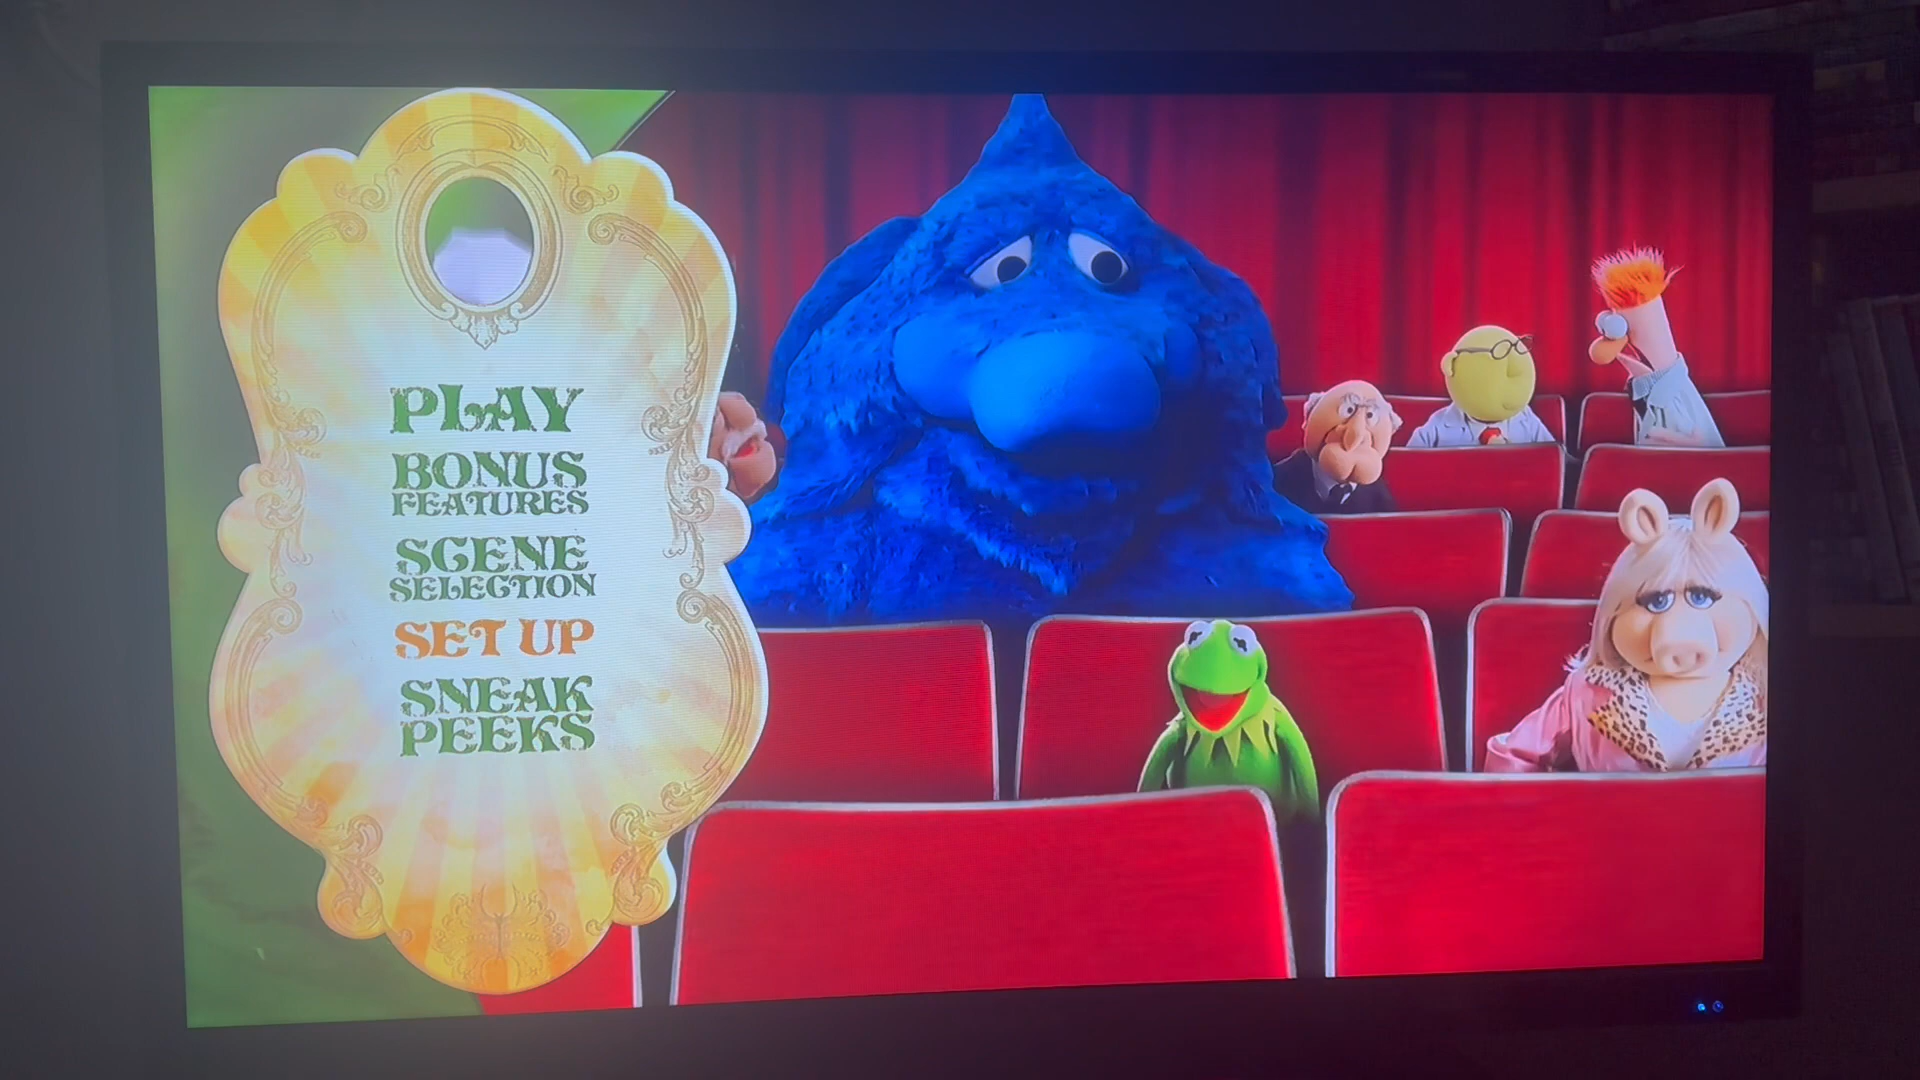 PLAY
BONUS
FEATURES
SCENE
SELECTION
SET UP
SNEAK
PEEKS